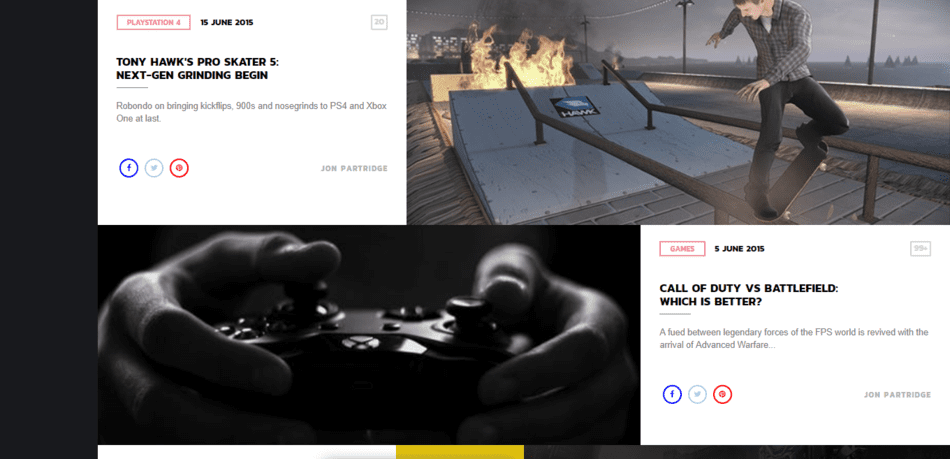 PLAYSTATION 4 15 JUNE 2015 20
TONY HAWK'S PRO SKATER 5:
NEXT-GEN GRINDING BEGIN
Robondo on bringing kickflips, 900s and nosegrinds to PS4 and Xbox
One at last.
JON PARTRIDGE
HAWK
GAMES 5 JUNE 2015 99+
CALL OF DUTY VS BATTLEFIELD:
WHICH IS BETTER?
A fued between legendary forces of the FPS world is revived with the
arrival of Advanced Warfare...
JON PARTRIDGE